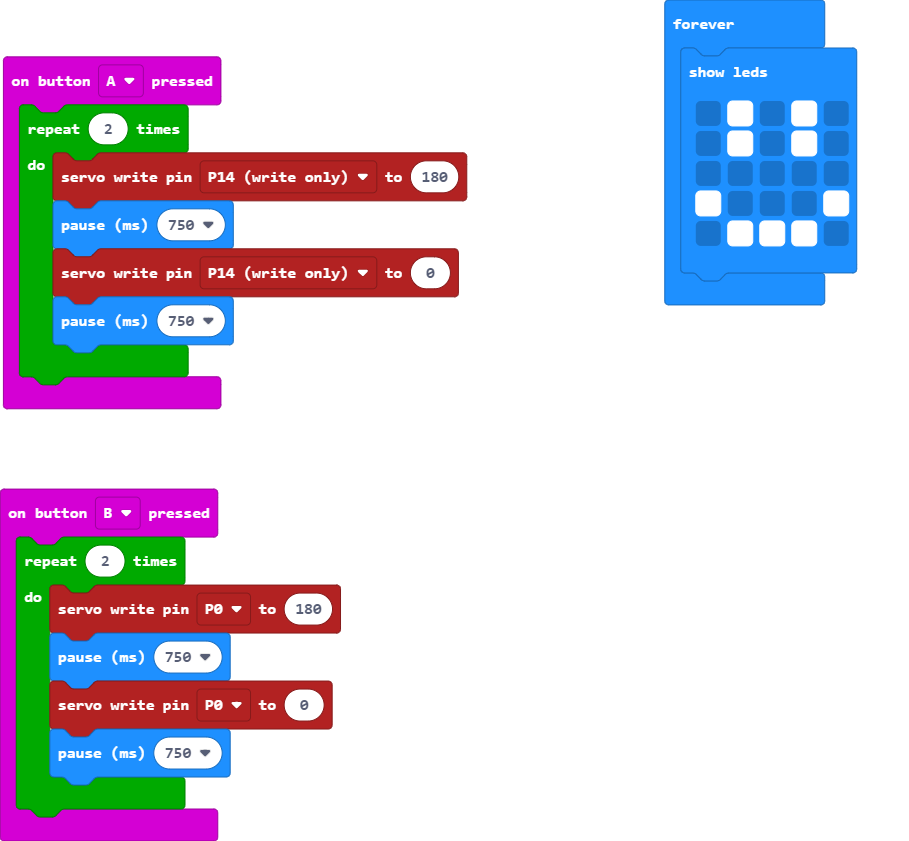 forever
show leds
on button A pressed
repeat 2 times
do
servo write pin P14 (write only) to 180
pause (ms) 750
servo write pin P14 (write only) to 0
pause (ms) 750
on button B pressed
repeat 2 times
do
servo write pin P0 to 180
pause (ms) 750
servo write pin P0 to 0
pause (ms) 750